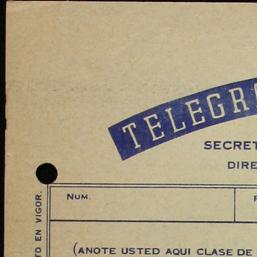 TELEGR
SECRET
DIRE
NUM.
(ANOTE USTED AQUI CLASE DE
TO EN VIGOR.